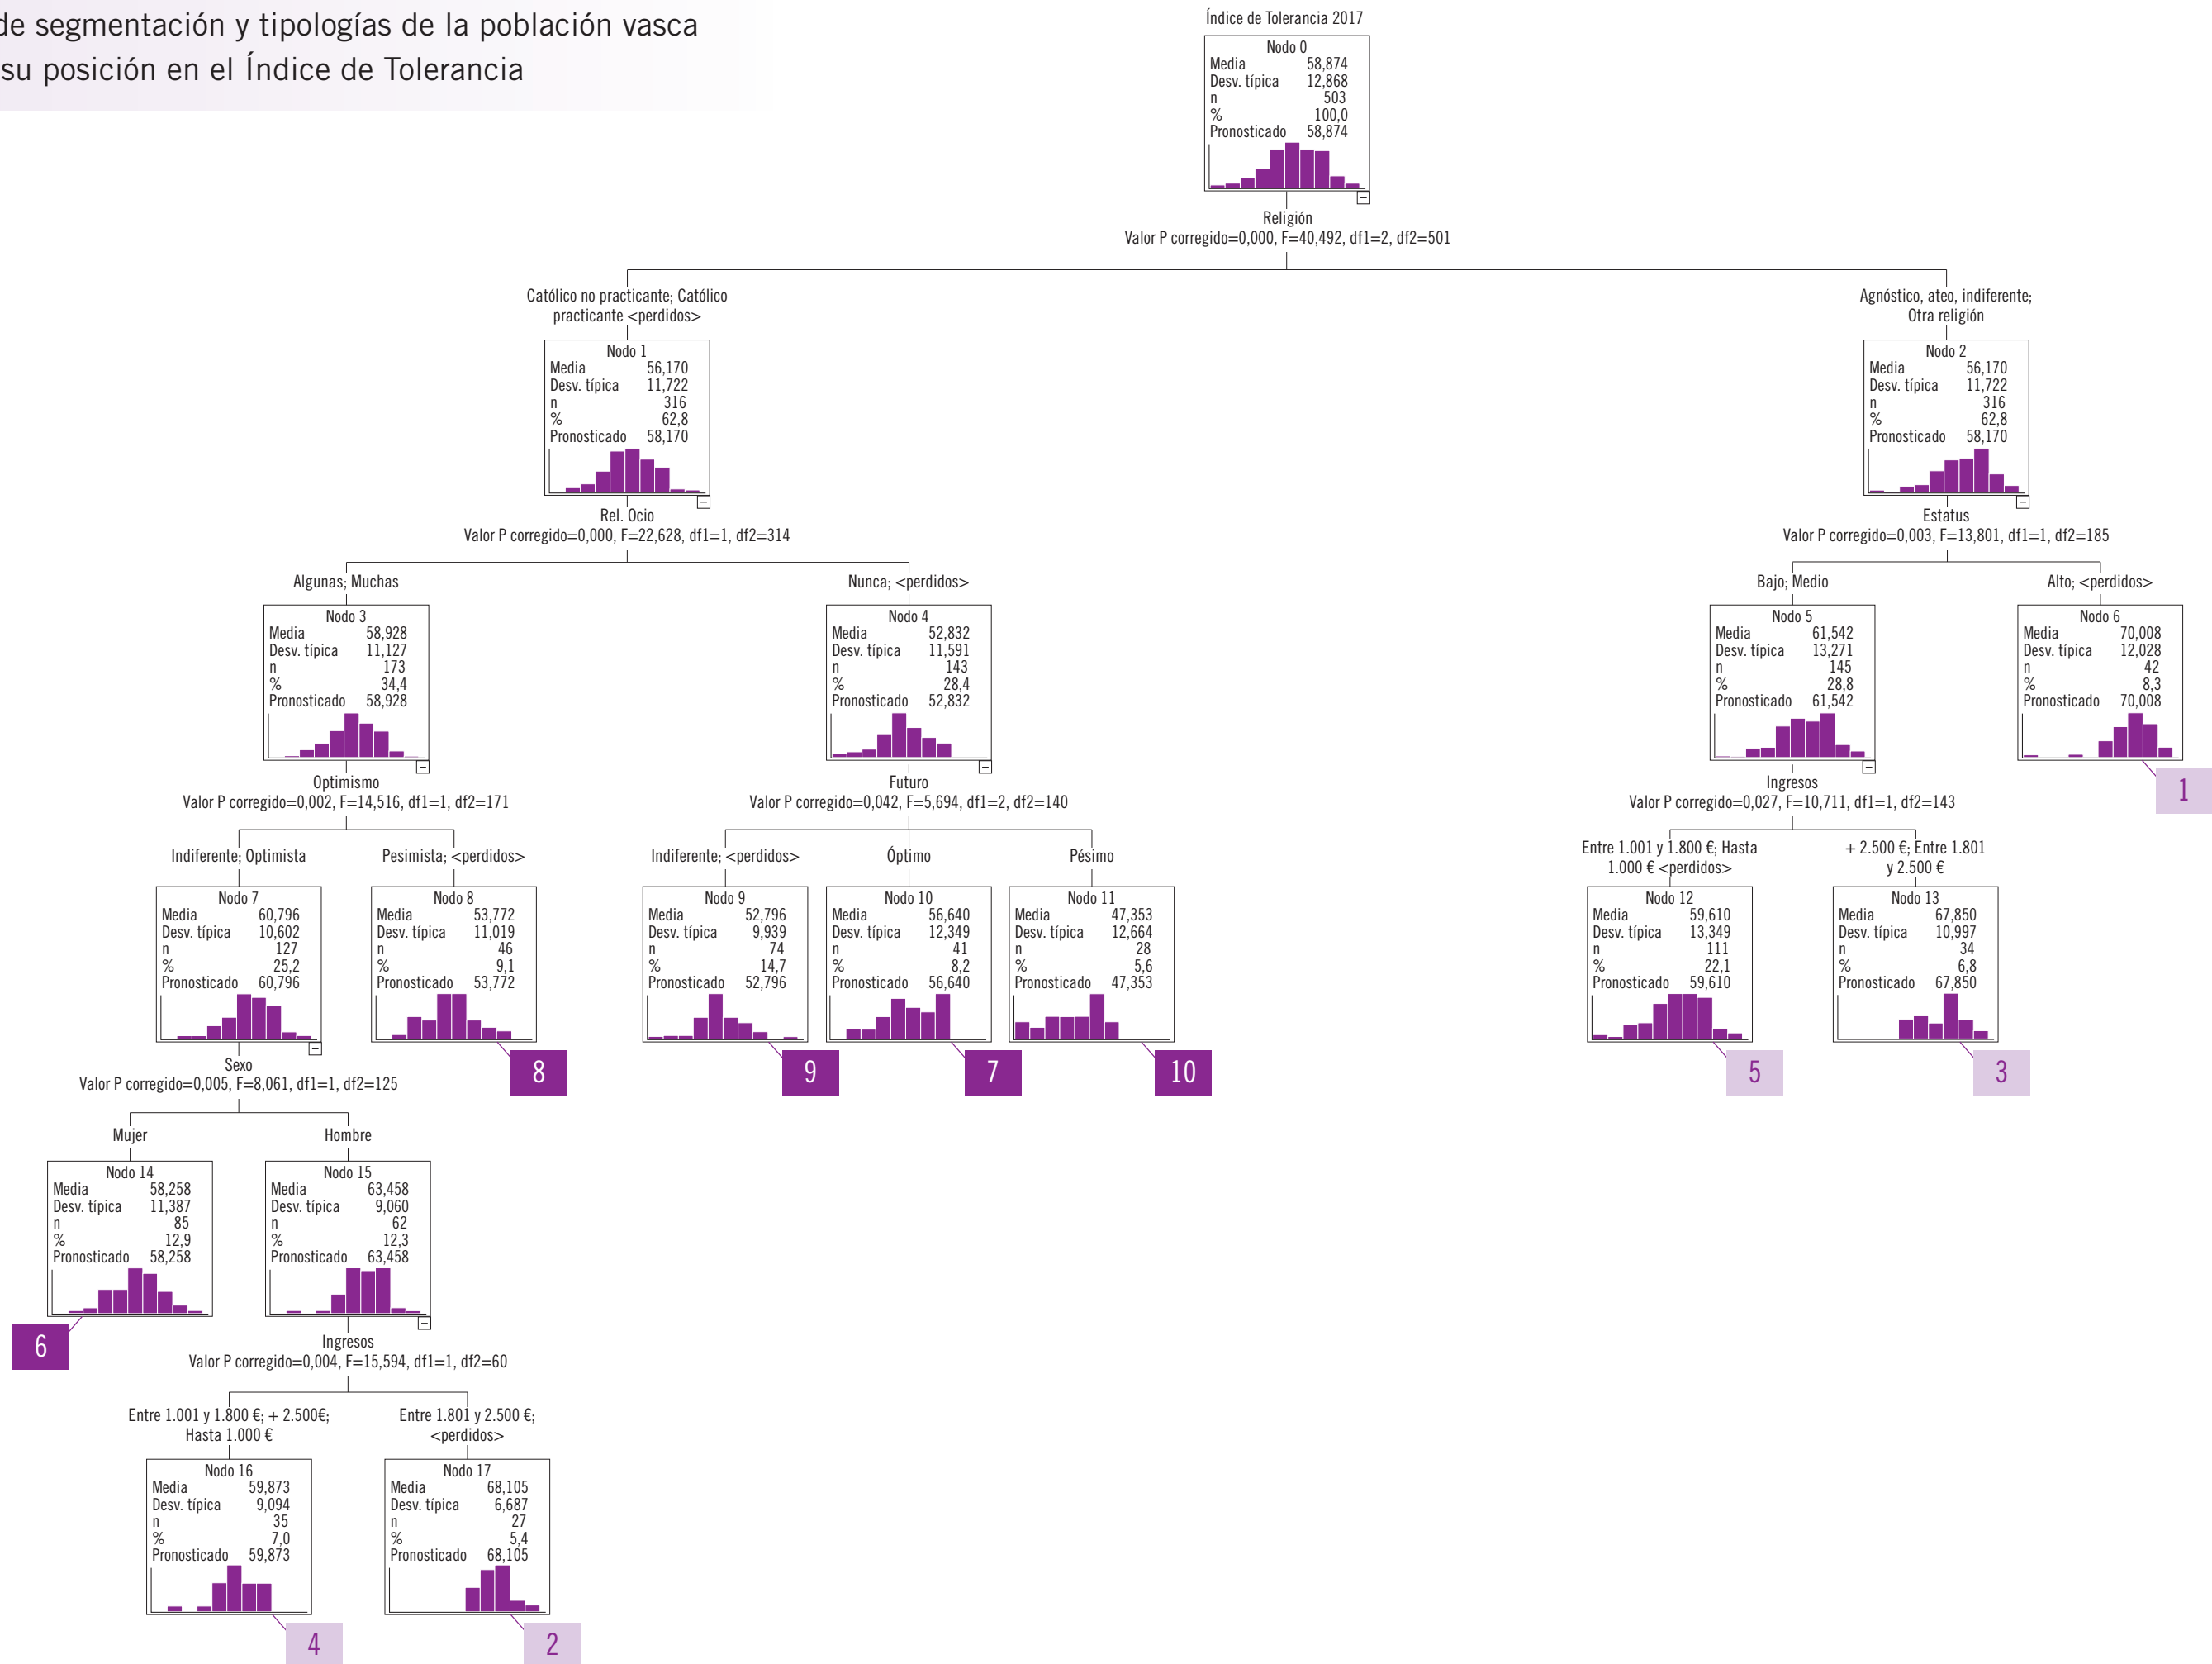 de segmentación y tipologías de la población vasca
su posición en el Índice de Tolerancia
Índice de Tolerancia 2017
Nodo 0
Media 58,874
Desv. típica 12,868
n 503
% 100,0
Pronosticado 58,874
Religión
Valor P corregido=0,000, F=40,492, df1=2, df2=501
Católico no practicante; Católico
practicante <perdidos>
Nodo 1
Media 56,170
Desv. típica 11,722
n 316
% 62,8
Pronosticado 58,170
Agnóstico, ateo, indiferente;
Otra religión
Nodo 2
Media 56,170
Desv. típica 11,722
n 316
% 62,8
Pronosticado 58,170
Rel. Ocio
Valor P corregido=0,000, F=22,628, df1=1, df2=314
Estatus
Valor P corregido=0,003, F=13,801, df1=1, df2=185
Algunas; Muchas
Nodo 3
Media 58,928
Desv. típica 11,127
n 173
% 34,4
Pronosticado 58,928
Nunca; <perdidos>
Nodo 4
Media 52,832
Desv. típica 11,591
n 143
% 28,4
Pronosticado 52,832
Bajo; Medio
Nodo 5
Media 61,542
Desv. típica 13,271
n 145
% 28,8
Pronosticado 61,542
Alto; <perdidos>
Nodo 6
Media 70,008
Desv. típica 12,028
n 42
% 8,3
Pronosticado 70,008
1
Optimismo
Valor P corregido=0,002, F=14,516, df1=1, df2=171
Futuro
Valor P corregido=0,042, F=5,694, df1=2, df2=140
Ingresos
Valor P corregido=0,027, F=10,711, df1=1, df2=143
Indiferente; Optimista
Nodo 7
Media 60,796
Desv. típica 10,602
n 127
% 25,2
Pronosticado 60,796
Pesimista; <perdidos>
Nodo 8
Media 53,772
Desv. típica 11,019
n 46
% 9,1
Pronosticado 53,772
8
Indiferente; <perdidos>
Nodo 9
Media 52,796
Desv. típica 9,939
n 74
% 14,7
Pronosticado 52,796
9
Óptimo
Nodo 10
Media 56,640
Desv. típica 12,349
n 41
% 8,2
Pronosticado 56,640
7
Pésimo
Nodo 11
Media 47,353
Desv. típica 12,664
n 28
% 5,6
Pronosticado 47,353
10
Entre 1.001 y 1.800 €; Hasta
1.000 € <perdidos>
Nodo 12
Media 59,610
Desv. típica 13,349
n 111
% 22,1
Pronosticado 59,610
5
+ 2.500 €; Entre 1.801
y 2.500 €
Nodo 13
Media 67,850
Desv. típica 10,997
n 34
% 6,8
Pronosticado 67,850
3
Sexo
Valor P corregido=0,005, F=8,061, df1=1, df2=125
Mujer
Nodo 14
Media 58,258
Desv. típica 11,387
n 85
% 12,9
Pronosticado 58,258
6
Hombre
Nodo 15
Media 63,458
Desv. típica 9,060
n 62
% 12,3
Pronosticado 63,458
Ingresos
Valor P corregido=0,004, F=15,594, df1=1, df2=60
Entre 1.001 y 1.800 €; + 2.500€;
Hasta 1.000 €
Nodo 16
Media 59,873
Desv. típica 9,094
n 35
% 7,0
Pronosticado 59,873
4
Entre 1.801 y 2.500 €;
<perdidos>
Nodo 17
Media 68,105
Desv. típica 6,687
n 27
% 5,4
Pronosticado 68,105
2